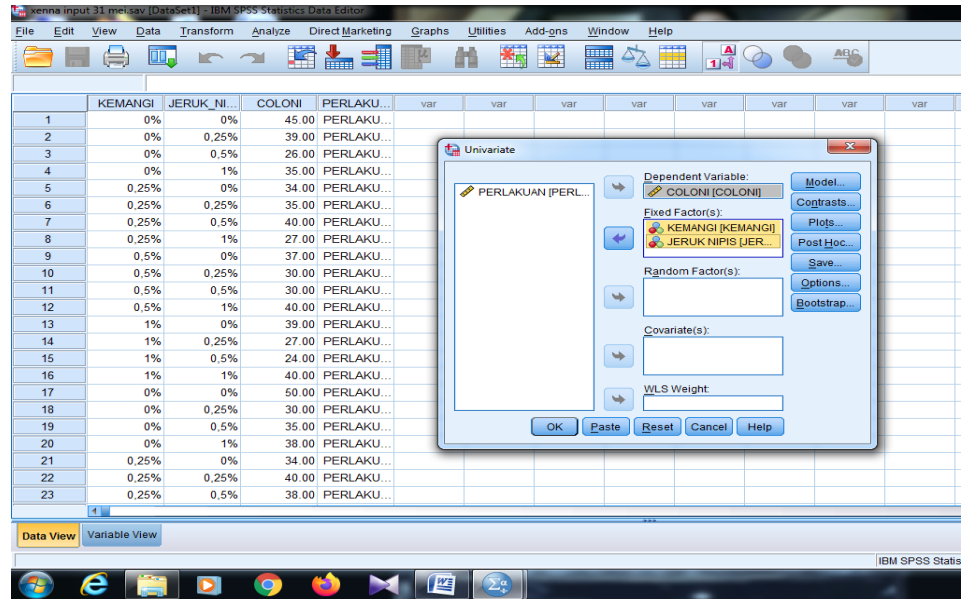 xenna input 31 mei.sav [DataSet1] - IBM SPSS Statistics Data Editor
File Edit View Data Transform Analyze Direct Marketing Graphs Utilities Add-ons Window Help
KEMANGI JERUK_NI... COLONI PERLAKU... var var var var var var var var
1 0% 0% 45.00 PERLAKU...
2 0% 0,25% 39.00 PERLAKU...
3 0% 0,5% 26.00 PERLAKU...
4 0% 1% 35.00 PERLAKU...
5 0,25% 0% 34.00 PERLAKU...
6 0,25% 0,25% 35.00 PERLAKU...
7 0,25% 0,5% 40.00 PERLAKU...
8 0,25% 1% 27.00 PERLAKU...
9 0,5% 0% 37.00 PERLAKU...
10 0,5% 0,25% 30.00 PERLAKU...
11 0,5% 0,5% 30.00 PERLAKU...
12 0,5% 1% 40.00 PERLAKU...
13 1% 0% 39.00 PERLAKU...
14 1% 0,25% 27.00 PERLAKU...
15 1% 0,5% 24.00 PERLAKU...
16 1% 1% 40.00 PERLAKU...
17 0% 0% 50.00 PERLAKU...
18 0% 0,25% 30.00 PERLAKU...
19 0% 0,5% 35.00 PERLAKU...
20 0% 1% 38.00 PERLAKU...
21 0,25% 0% 34.00 PERLAKU...
22 0,25% 0,25% 40.00 PERLAKU...
23 0,25% 0,5% 38.00 PERLAKU...
Univariate
PERLAKUAN [PERL...
Dependent Variable:
COLONI [COLONI]
Fixed Factor(s):
KEMANGI [KEMANGI]
JERUK NIPIS [JER...
Random Factor(s):
Covariate(s):
WLS Weight:
Model...
Contrasts...
Plots...
Post Hoc...
Save...
Options...
Bootstrap...
OK Paste Reset Cancel Help
Data View Variable View
IBM SPSS Statis